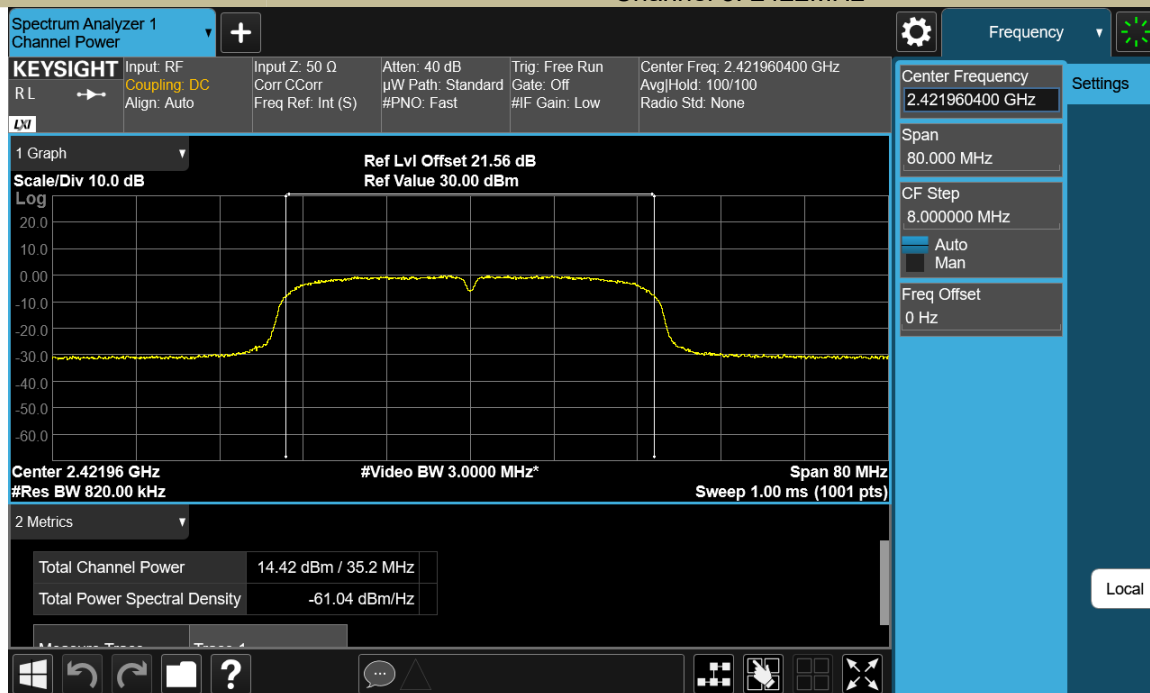 Spectrum Analyzer 1
Channel Power
Frequency
KEYSIGHT
R L
LXI
Input: RF
Coupling: DC
Align: Auto
Input Z: 50 Ω
Corr CCorr
Freq Ref: Int (S)
Atten: 40 dB
µW Path: Standard
#PNO: Fast
Trig: Free Run
Gate: Off
#IF Gain: Low
Center Freq: 2.421960400 GHz
Avg|Hold: 100/100
Radio Std: None
Center Frequency
2.421960400 GHz
Settings
Span
80.000 MHz
CF Step
8.000000 MHz
Auto
Man
Freq Offset
0 Hz
1 Graph
Scale/Div 10.0 dB
Ref Lvl Offset 21.56 dB
Ref Value 30.00 dBm
Log
20.0
10.0
0.00
-10.0
-20.0
-30.0
-40.0
-50.0
-60.0
Center 2.42196 GHz
#Video BW 3.0000 MHz*
Span 80 MHz
#Res BW 820.00 kHz
Sweep 1.00 ms (1001 pts)
2 Metrics
Total Channel Power 14.42 dBm / 35.2 MHz
Total Power Spectral Density -61.04 dBm/Hz
Local